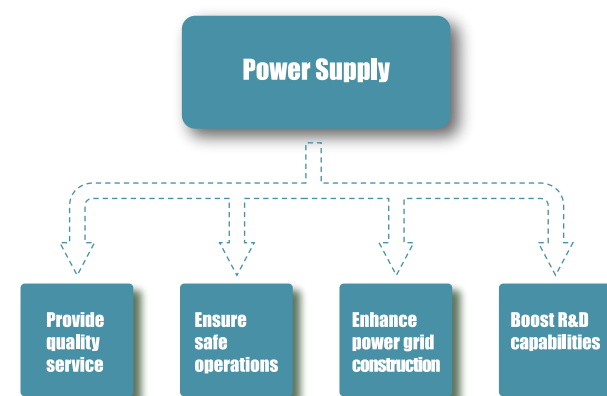 Power Supply
Provide
quality
service
Ensure
safe
operations
Enhance
power grid
construction
Boost R&D
capabilities